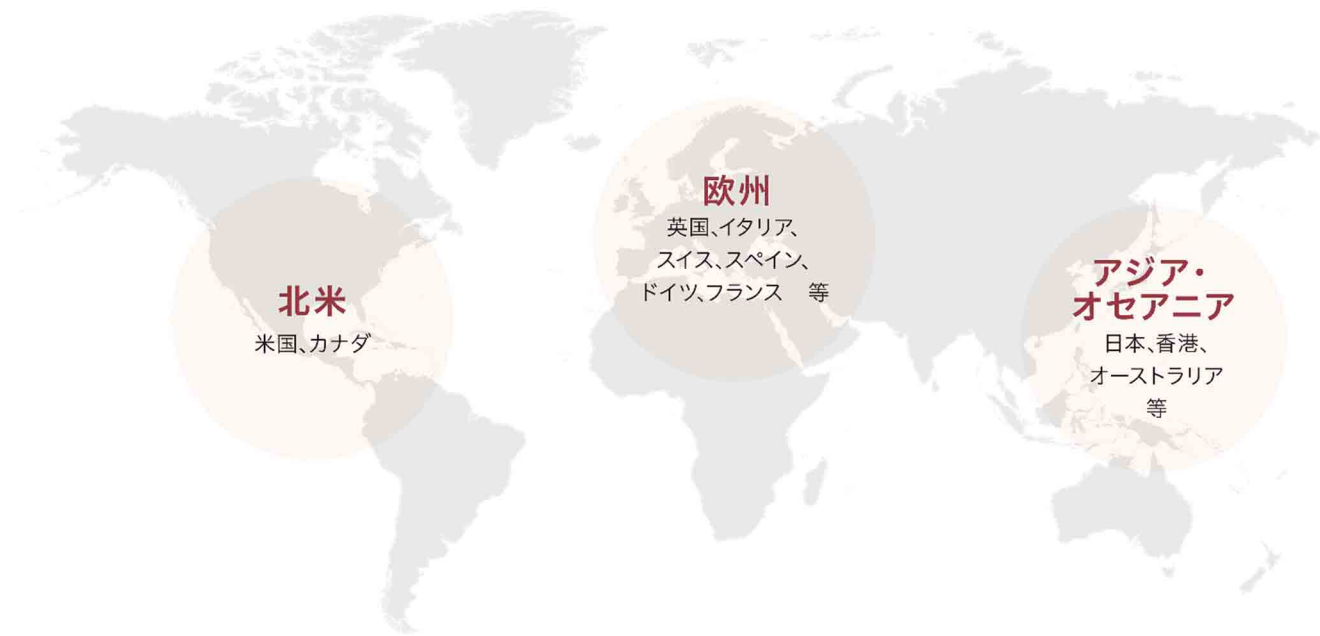 北米
米国、カナダ
欧州
英国、イタリア、
スイス、スペイン、
ドイツ、フランス　等
アジア・
オセアニア
日本、香港、
オーストラリア
等